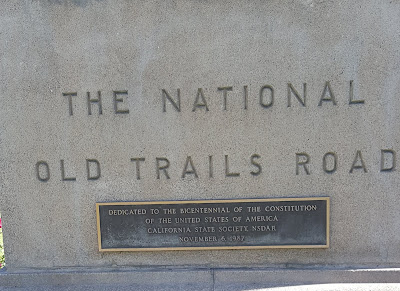 THE NATIONAL
OLD TRAILS ROAD
DEDICATED TO THE BICENTENNIAL OF THE CONSTITUTION
OF THE UNITED STATES OF AMERICA
CALIFORNIA STATE SOCIETY, NSDAR
NOVEMBER 6, 1987